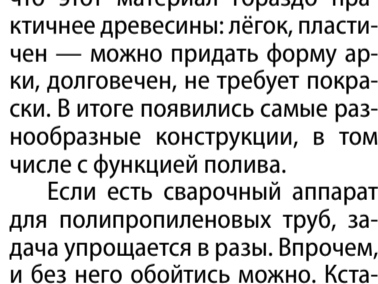 что этот материал гораздо пра-
ктичнее древесины: лёгок, пласти-
чен — можно придать форму ар-
ки, долговечен, не требует покра-
ски. В итоге появились самые раз-
нообразные конструкции, в том
числе с функцией полива.
Если есть сварочный аппарат
для полипропиленовых труб, за-
дача упрощается в разы. Впрочем,
и без него обойтись можно. Кста-